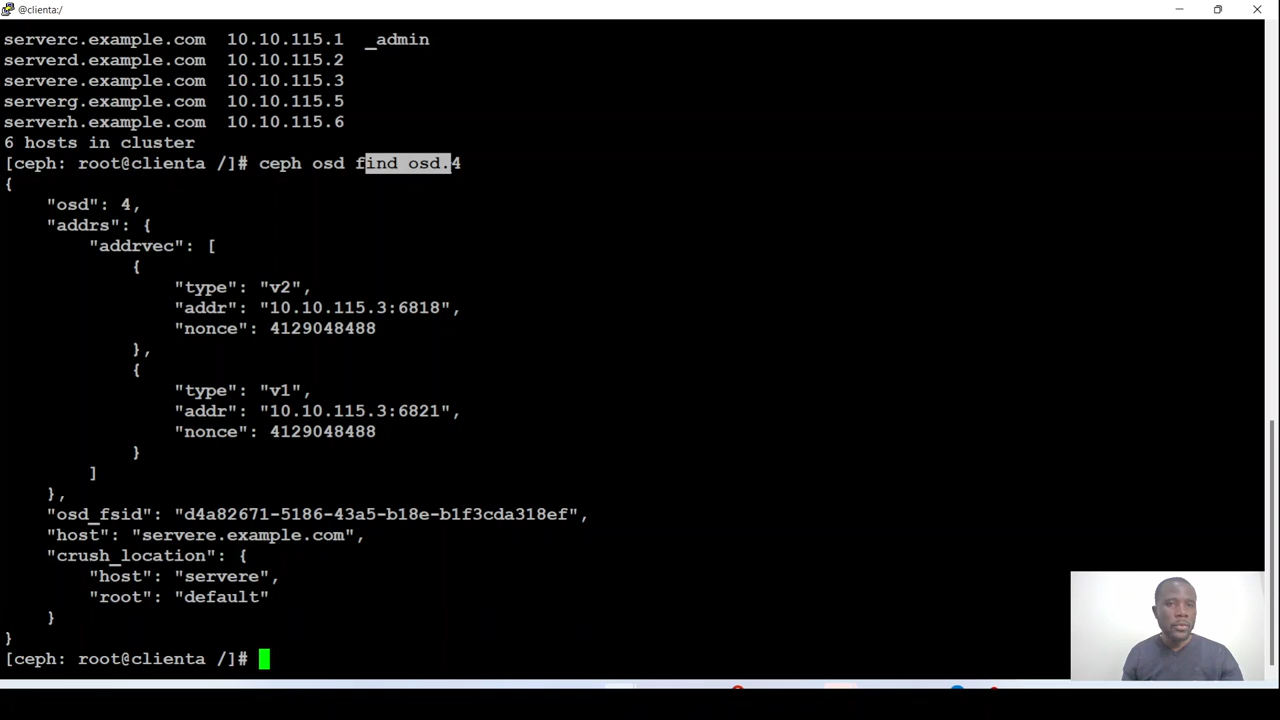 @clienta:/
serverc.example.com  10.10.115.1  _admin
serverd.example.com  10.10.115.2
servere.example.com  10.10.115.3
serverg.example.com  10.10.115.5
serverh.example.com  10.10.115.6
6 hosts in cluster
[ceph: root@clienta /]# ceph osd find osd.4
{
    "osd": 4,
    "addrs": {
        "addrvec": [
            {
                "type": "v2",
                "addr": "10.10.115.3:6818",
                "nonce": 4129048488
            },
            {
                "type": "v1",
                "addr": "10.10.115.3:6821",
                "nonce": 4129048488
            }
        ]
    },
    "osd_fsid": "d4a82671-5186-43a5-b18e-b1f3cda318ef",
    "host": "servere.example.com",
    "crush_location": {
        "host": "servere",
        "root": "default"
    }
}
[ceph: root@clienta /]#